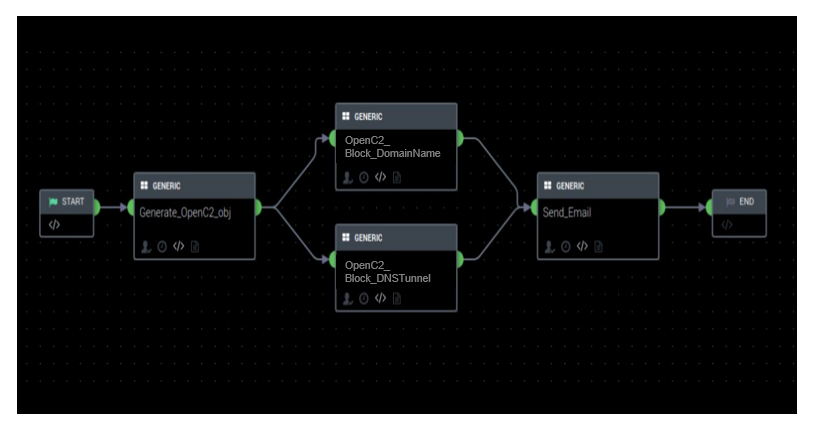 START
GENERIC
Generate_OpenC2_obj
GENERIC
OpenC2_
Block_DomainName
GENERIC
OpenC2_
Block_DNSTunnel
GENERIC
Send_Email
END